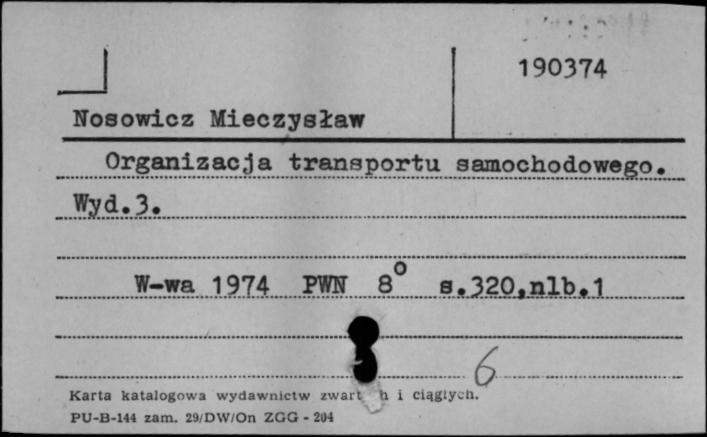 190374
Nosowicz Mieczysław
Organizacja transportu samochodowego.
Wyd.3.
W-wa 1974 PWN 8° s.320,nlb.1
6
Karta katalogowa wydawnictw zwart h i ciągłych.
PU-B-144 zam. 29/DW/On ZGG - 204